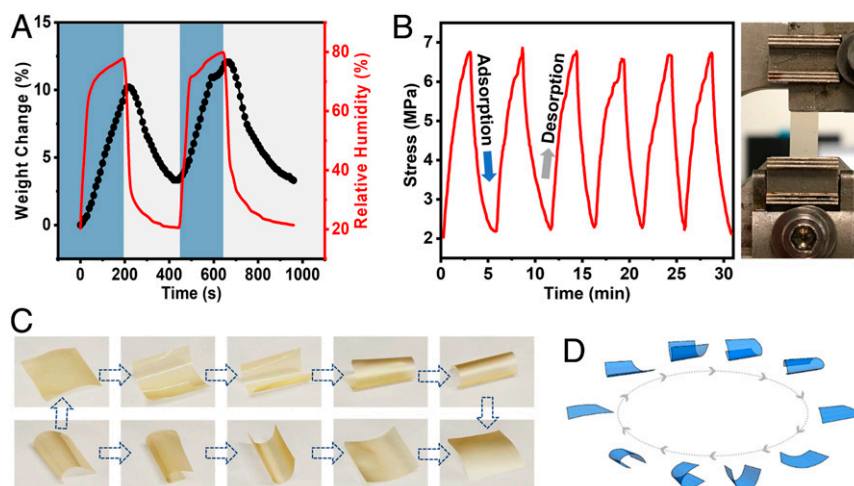 A
Weight Change (%)
15
10
5
0
0 200 400 600 800 1000
Time (s)
Relative Humidity (%)
80
60
40
20
B
Stress (MPa)
7
6
5
4
3
2
0 5 10 15 20 25 30
Time (min)
Adsorption
Desorption
C
D